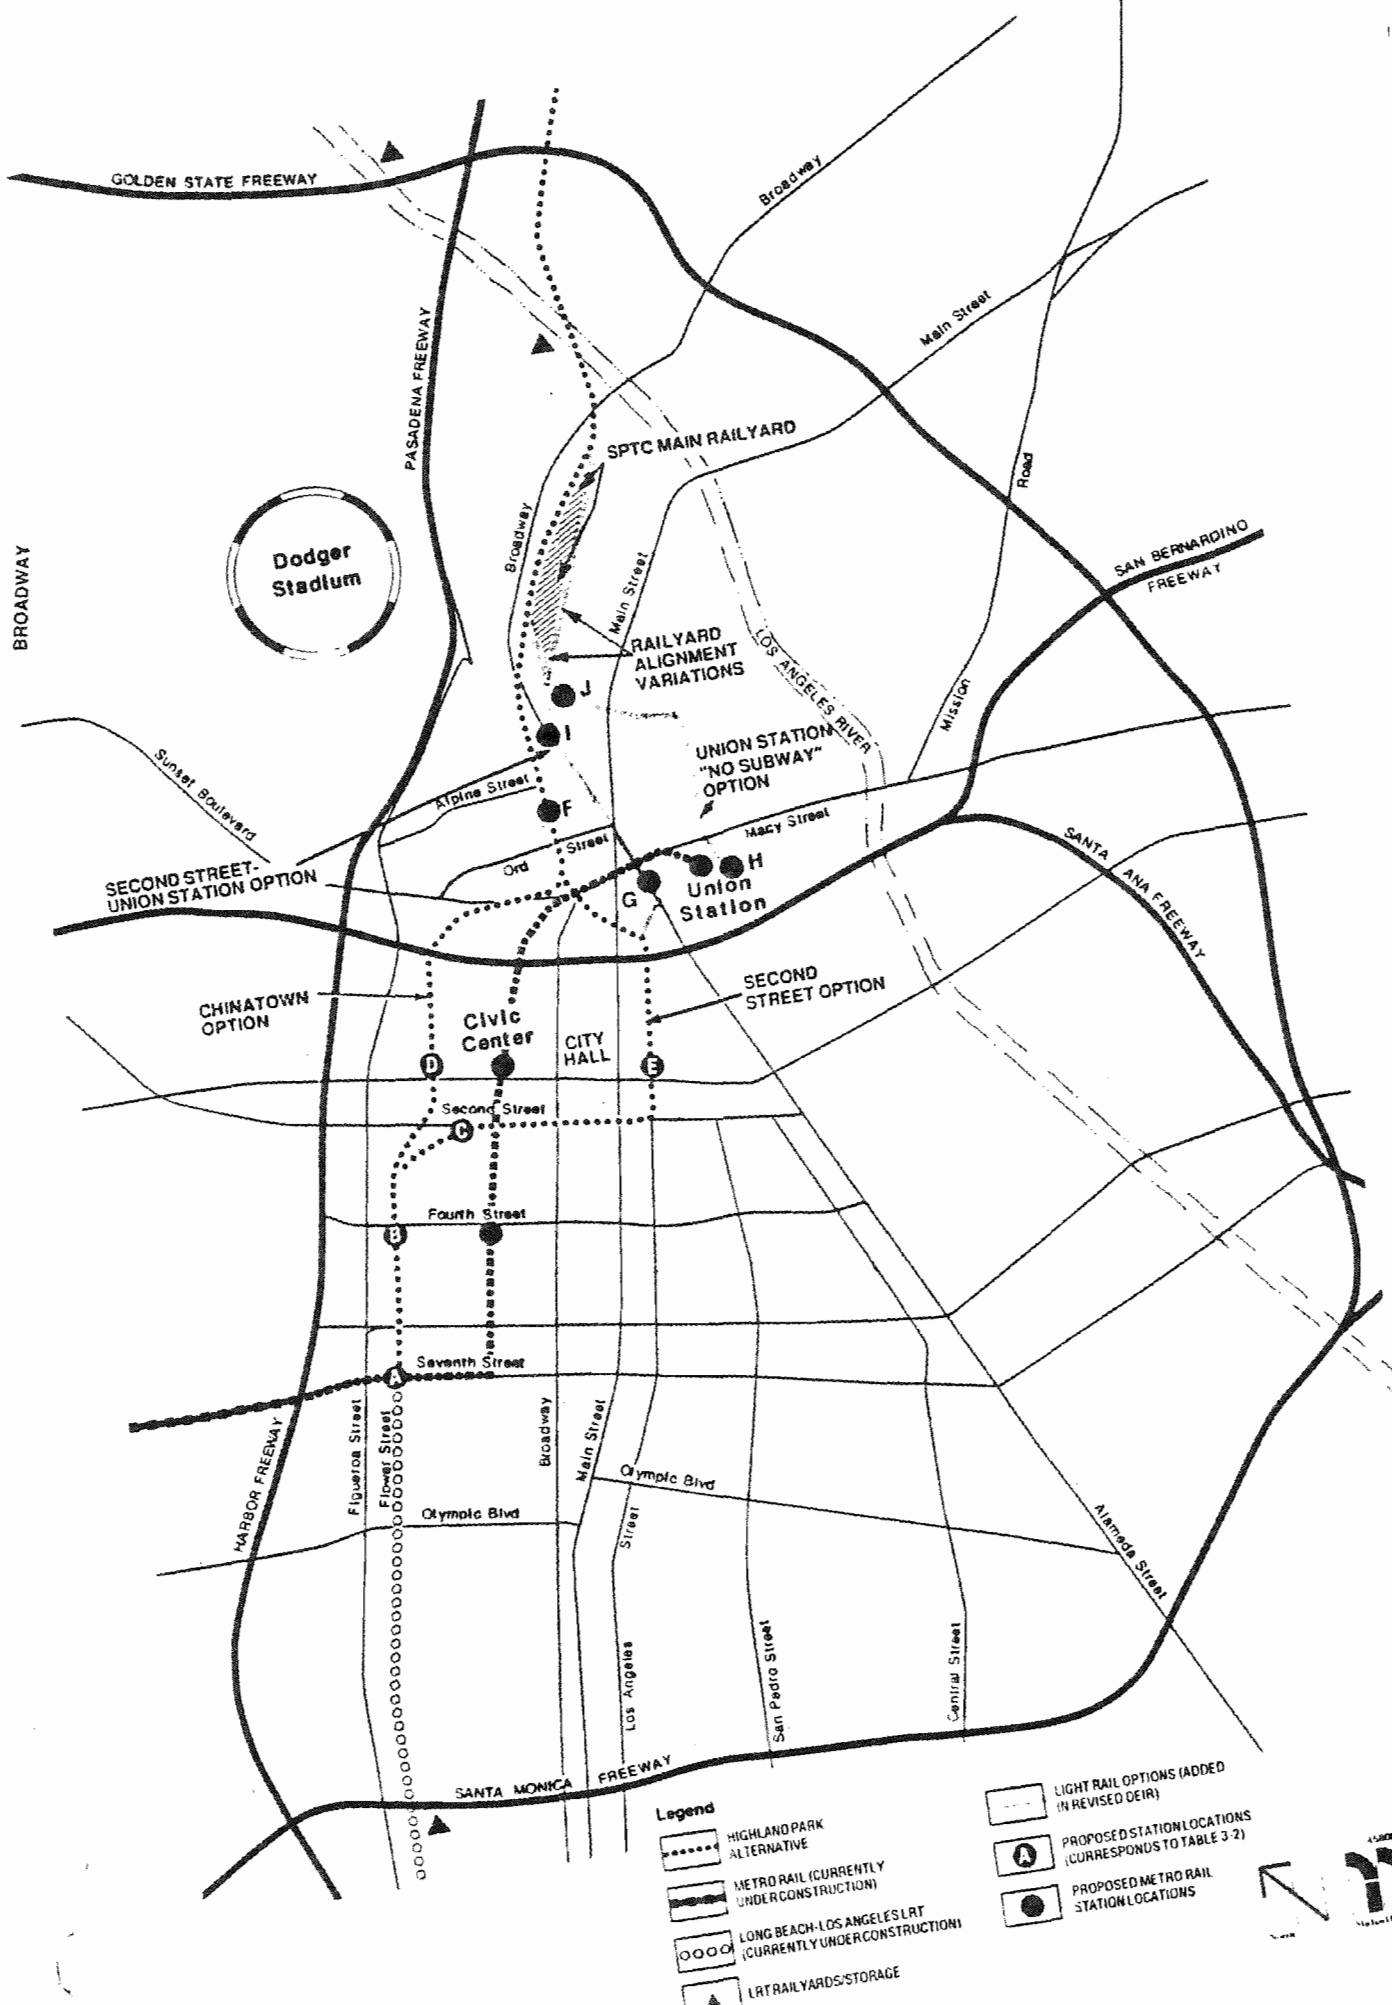 GOLDEN STATE FREEWAY
Broadway
PASADENA FREEWAY
Main Street
SPTC MAIN RAILYARD
Road
BROADWAY
Dodger
Stadium
Broadway
Main Street
SAN BERNARDINO
FREEWAY
RAILYARD
ALIGNMENT
VARIATIONS
LOS ANGELES RIVER
J
I
Mission
Sunset Boulevard
Alpine Street
UNION STATION
"NO SUBWAY"
OPTION
F
Ord Street
Macy Street
SECOND STREET-
UNION STATION OPTION
G
Union
Station
H
SANTA ANA FREEWAY
CHINATOWN
OPTION
Civic
Center
CITY
HALL
SECOND
STREET OPTION
D
E
Second Street
C
Fourth Street
B
Seventh Street
A
HARBOR FREEWAY
Figueroa Street
Flower Street
Broadway
Main Street
Olympic Blvd
Olympic Blvd
Street
Los Angeles
San Pedro Street
Central Street
Alameda Street
SANTA MONICA FREEWAY
Legend
HIGHLAND PARK
ALTERNATIVE
METRO RAIL (CURRENTLY
UNDER CONSTRUCTION)
LONG BEACH-LOS ANGELES LRT
(CURRENTLY UNDER CONSTRUCTION)
LRT RAILYARDS/STORAGE
LIGHT RAIL OPTIONS (ADDED
IN REVISED DEIR)
A
PROPOSED STATION LOCATIONS
(CORRESPONDS TO TABLE 3-2)
PROPOSED METRO RAIL
STATION LOCATIONS